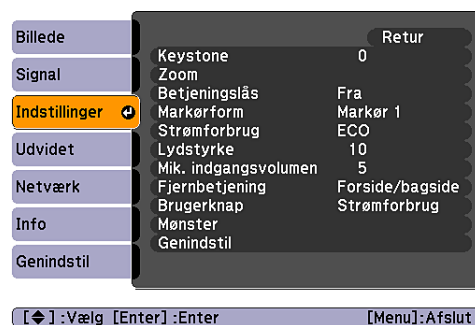 Billede
Signal
Indstillinger
Udvidet
Netværk
Info
Genindstil
Retur
Keystone 0
Zoom
Betjeningslås Fra
Markørform Markør 1
Strømforbrug ECO
Lydstyrke 10
Mik. indgangsvolumen 5
Fjernbetjening Forside/bagside
Brugerknap Strømforbrug
Mønster
Genindstil
[◆] :Vælg [Enter] :Enter [Menu] :Afslut